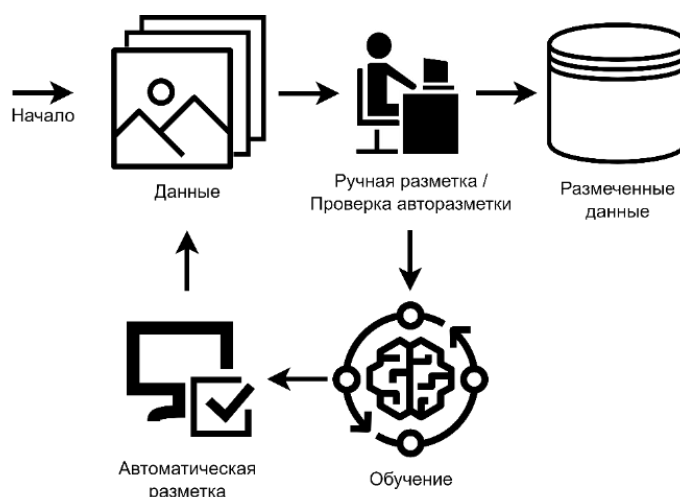 Начало
Данные
Ручная разметка /
Проверка авторазметки
Размеченные
данные
Автоматическая
разметка
Обучение